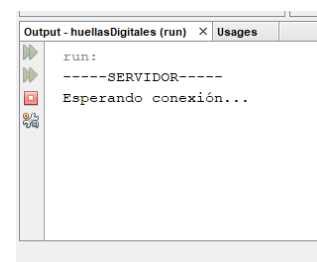 Output - huellasDigitales (run) × Usages
run:
-----SERVIDOR-----
Esperando conexión...